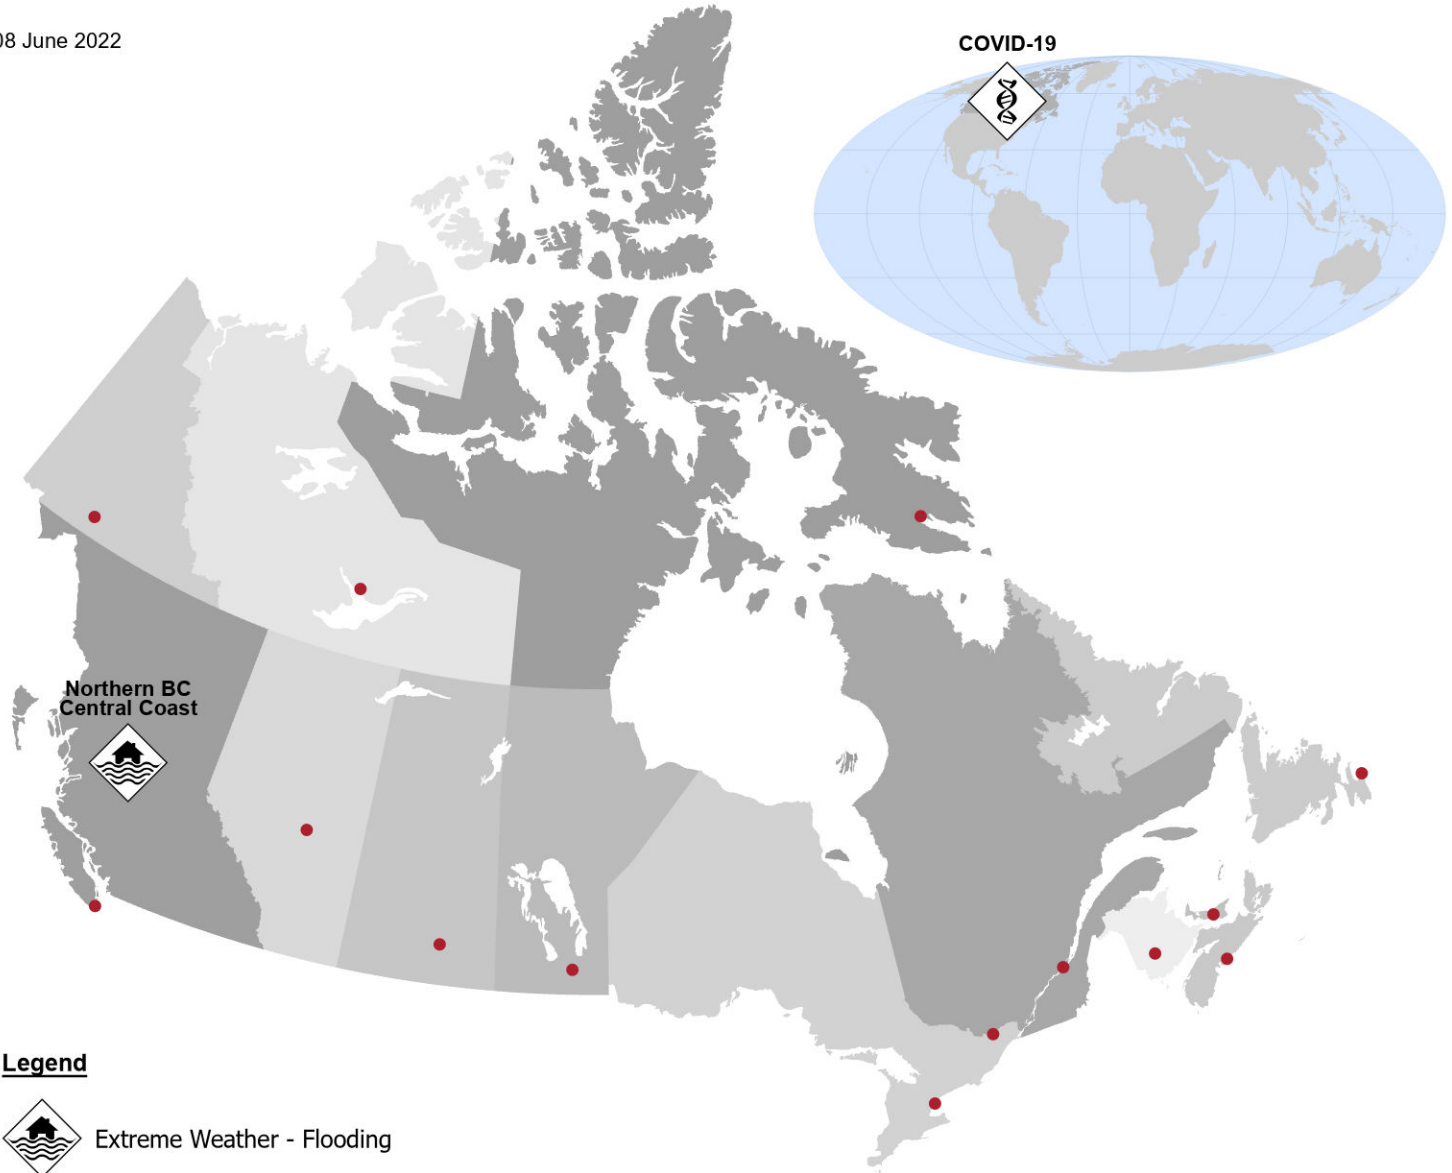 08 June 2022
COVID-19
Northern BC
Central Coast
Legend
Extreme Weather - Flooding